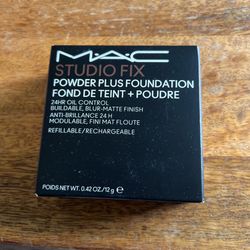 M·A·C
STUDIO FIX
POWDER PLUS FOUNDATION
FOND DE TEINT + POUDRE
24HR OIL CONTROL
BUILDABLE, BLUR-MATTE FINISH
ANTI-BRILLANCE 24 H
MODULABLE, FINI MAT FLOUTE
REFILLABLE/RECHARGEABLE
POIDS NET WT. 0.42 OZ/12 g ℮